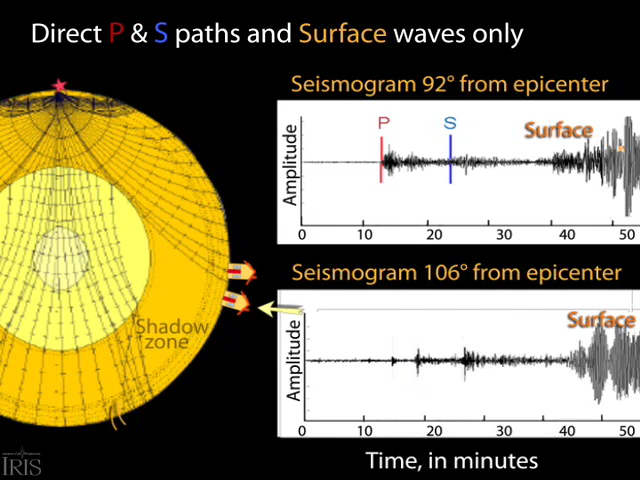 Direct P & S paths and Surface waves only
Seismogram 92° from epicenter
P
S
Surface
Amplitude
0 10 20 30 40 50
Seismogram 106° from epicenter
Shadow
zone
Surface
Amplitude
0 10 20 30 40 50
Time, in minutes
IRIS